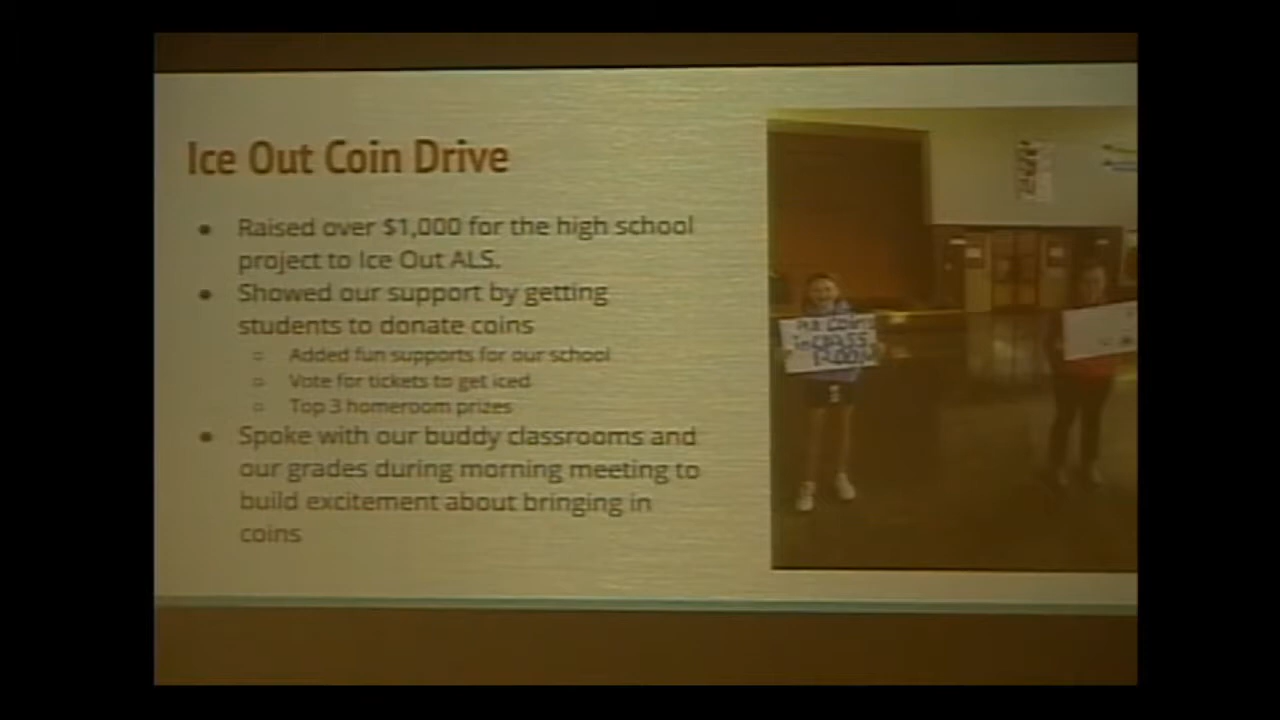 Ice Out Coin Drive
Raised over $1,000 for the high school
project to Ice Out ALS.
Showed our support by getting
students to donate coins
Added fun supports for our school
Vote for tickets to get iced
Top 3 homeroom prizes
Spoke with our buddy classrooms and
our grades during morning meeting to
build excitement about bringing in
coins
COIN
in CLASS